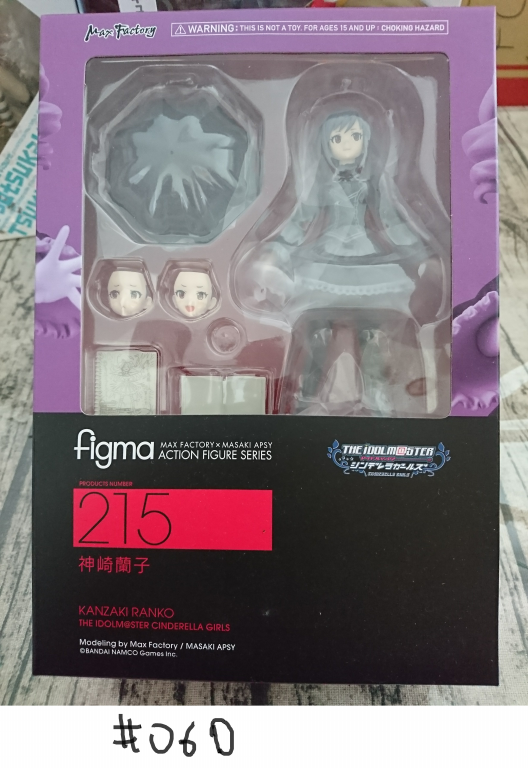 Max Factory
WARNING: THIS IS NOT A TOY. FOR AGES 15 AND UP : CHOKING HAZARD
figma
MAX FACTORY×MASAKI APSY
ACTION FIGURE SERIES
THE IDOLM@STER
シンデレラガールズ
CINDERELLA GIRLS
PRODUCTS NUMBER
215
神崎蘭子
KANZAKI RANKO
THE IDOLM@STER CINDERELLA GIRLS
Modeling by Max Factory / MASAKI APSY
©BANDAI NAMCO Games Inc.
#060